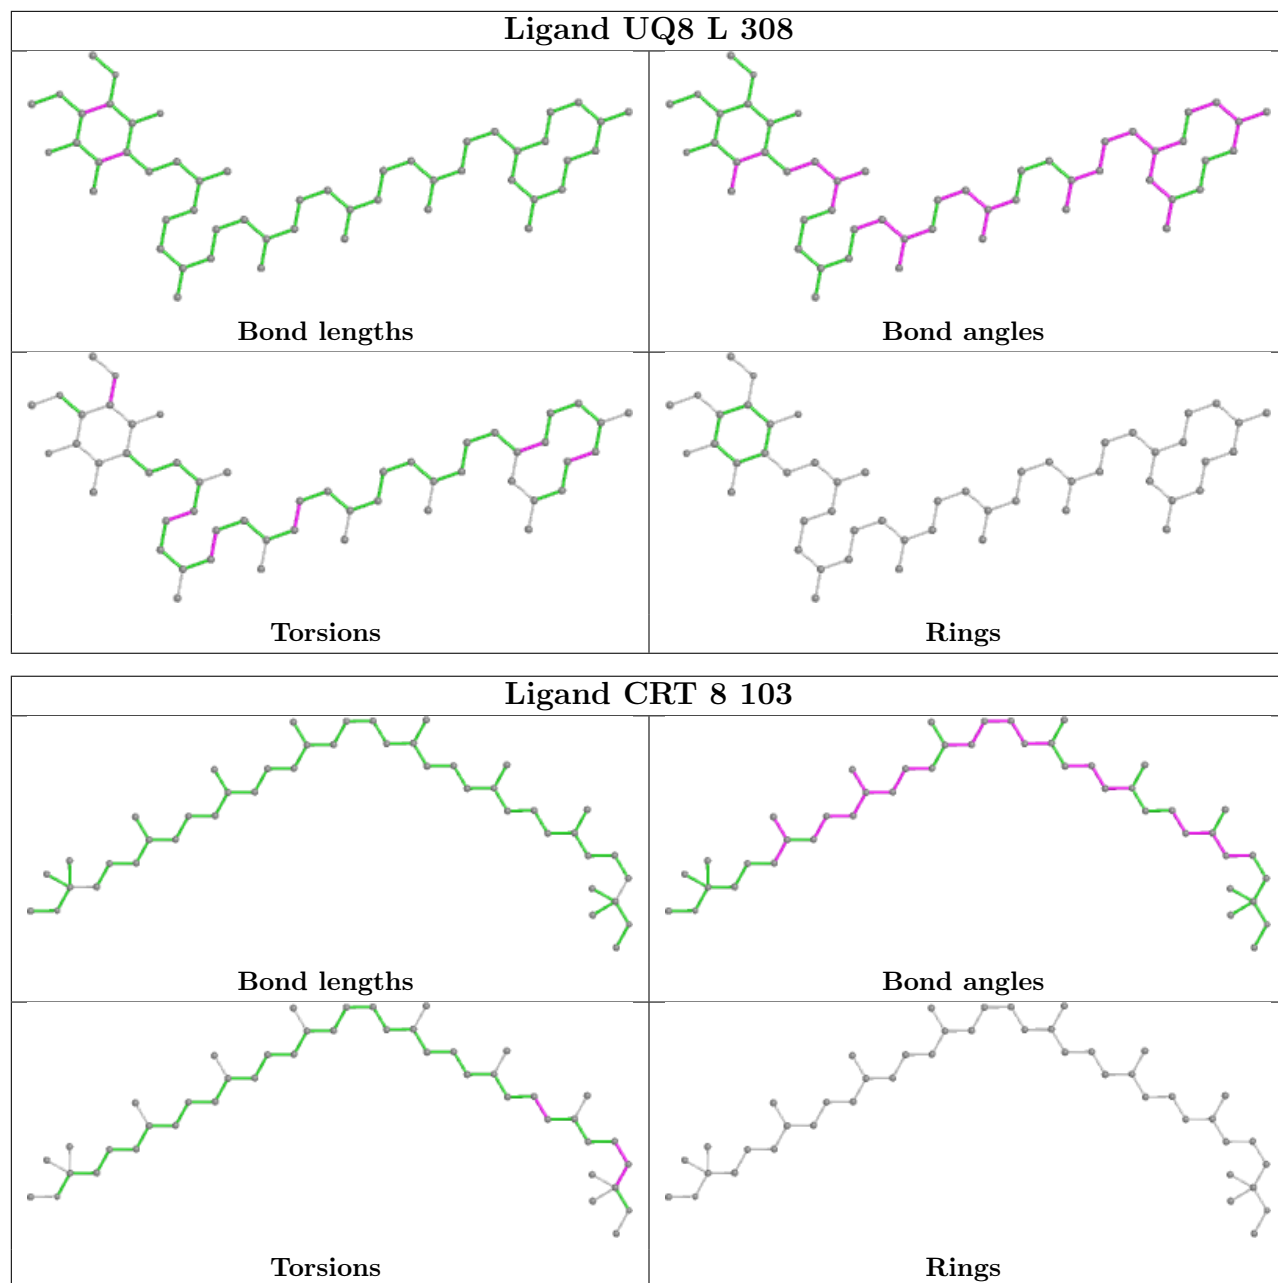 Ligand UQ8 L 308
Bond lengths
Bond angles
Torsions
Rings
Ligand CRT 8 103
Bond lengths
Bond angles
Torsions
Rings